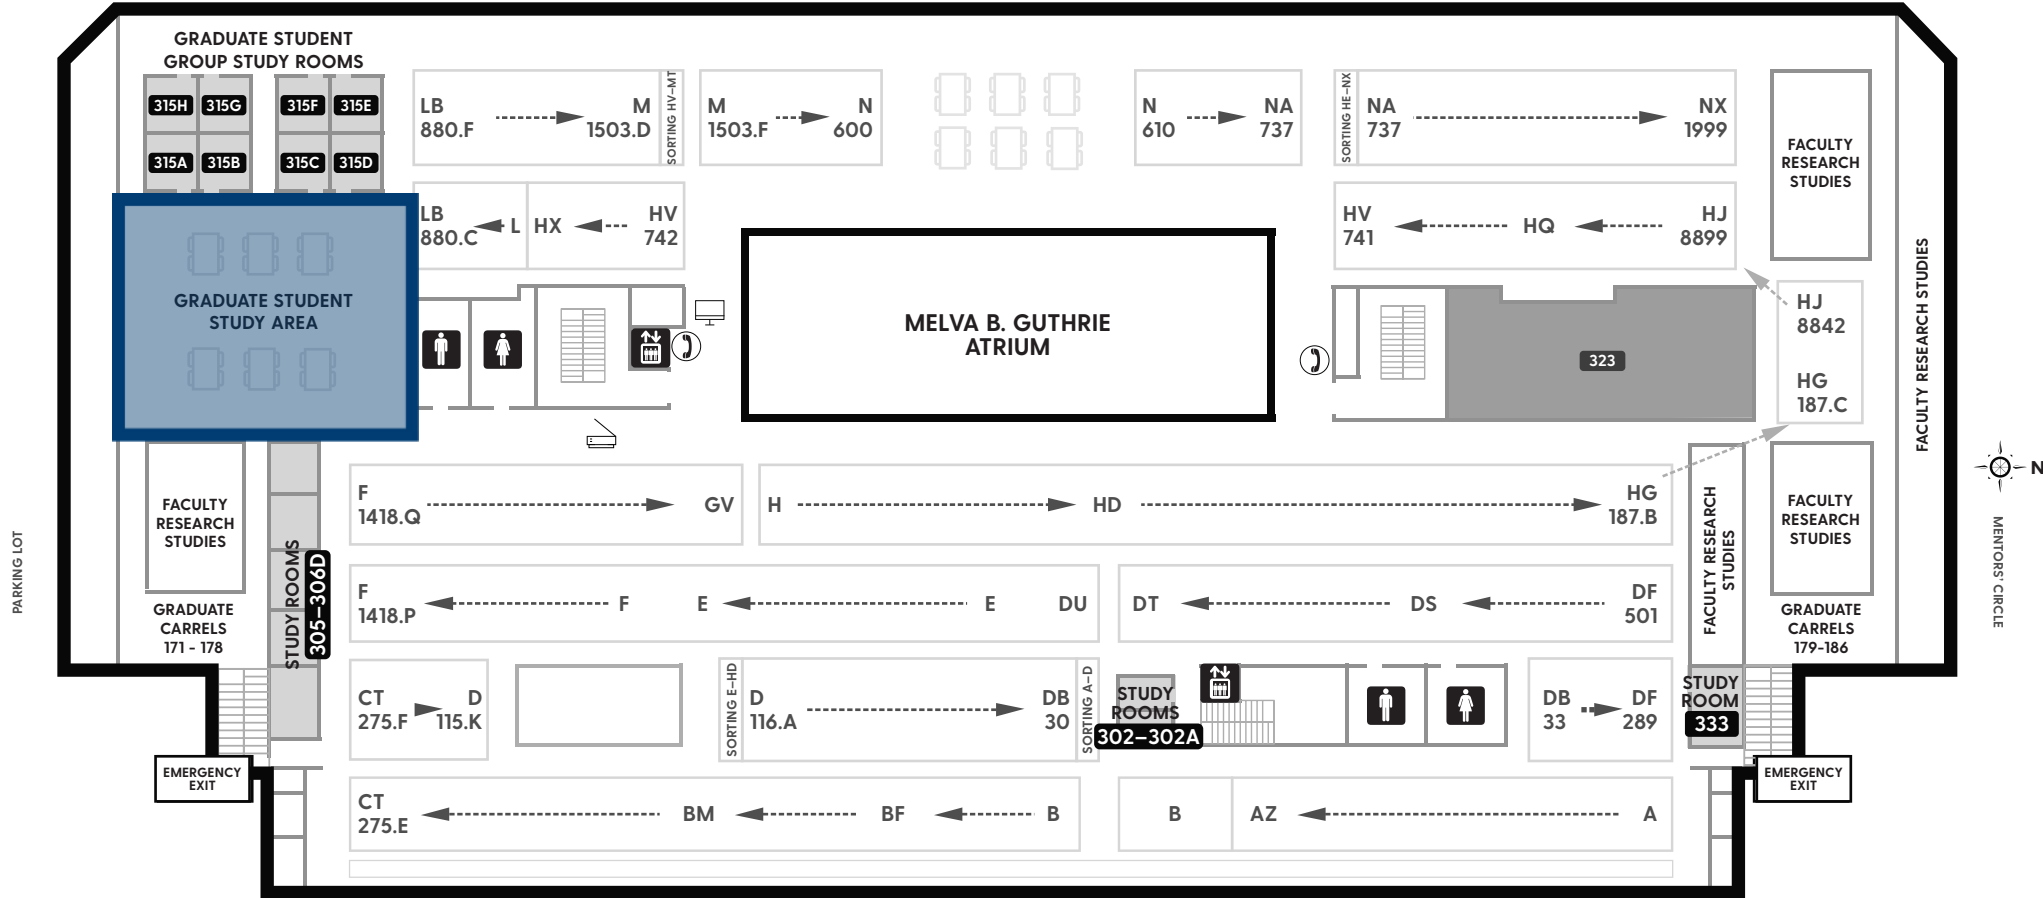 GRADUATE STUDENT
GROUP STUDY ROOMS
315H
315G
315F
315E
315A
315B
315C
315D
LB
880.F
M
1503.D
SORTING HV–MT
M
1503.F
N
600
N
610
NA
737
SORTING HE–NX
NA
737
NX
1999
FACULTY
RESEARCH
STUDIES
LB
880.C
L
HX
HV
742
HV
741
HQ
HJ
8899
GRADUATE STUDENT
STUDY AREA
MELVA B. GUTHRIE
ATRIUM
323
HJ
8842
HG
187.C
FACULTY RESEARCH STUDIES
N
MENTORS' CIRCLE
PARKING LOT
FACULTY
RESEARCH
STUDIES
STUDY ROOMS
305–306D
F
1418.Q
GV
H
HD
HG
187.B
FACULTY RESEARCH
STUDIES
FACULTY
RESEARCH
STUDIES
GRADUATE
CARRELS
171 - 178
F
1418.P
F
E
E
DU
DT
DS
DF
501
GRADUATE
CARRELS
179-186
CT
275.F
D
115.K
SORTING E–HD
D
116.A
DB
30
SORTING A–D
STUDY
ROOMS
302–302A
DB
33
DF
289
STUDY
ROOM
333
EMERGENCY
EXIT
EMERGENCY
EXIT
CT
275.E
BM
BF
B
B
AZ
A